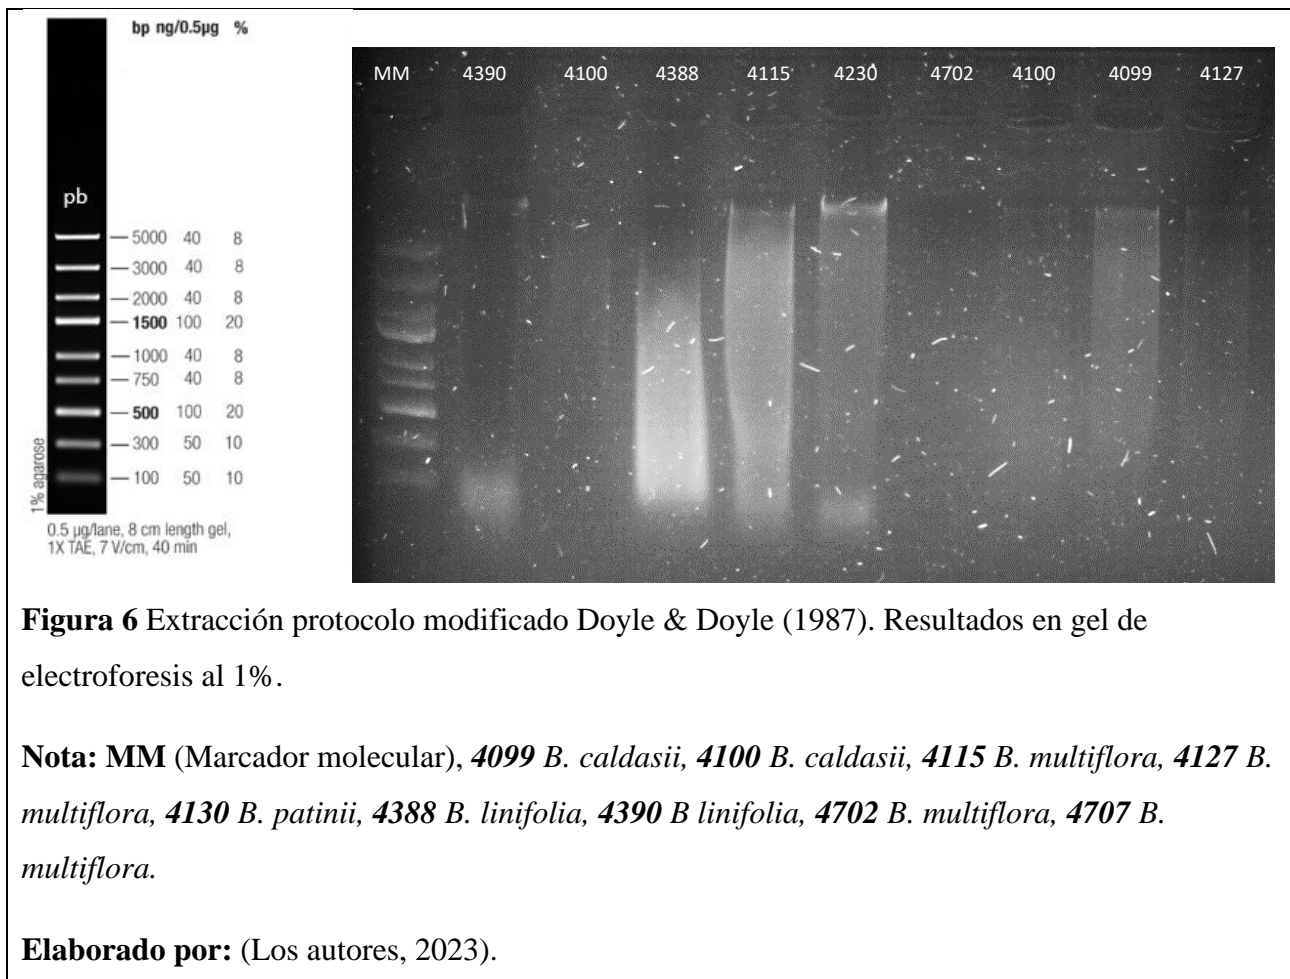 bp ng/0.5µg %
pb
5000 40 8
3000 40 8
2000 40 8
1500 100 20
1000 40 8
750 40 8
500 100 20
300 50 10
100 50 10
1% agarose
0.5 µg/lane, 8 cm length gel,
1X TAE, 7 V/cm, 40 min
MM 4390 4100 4388 4115 4230 4702 4100 4099 4127
Figura 6 Extracción protocolo modificado Doyle & Doyle (1987). Resultados en gel de
electroforesis al 1%.
Nota: MM (Marcador molecular), 4099 B. caldasii, 4100 B. caldasii, 4115 B. multiflora, 4127 B.
multiflora, 4130 B. patinii, 4388 B. linifolia, 4390 B linifolia, 4702 B. multiflora, 4707 B.
multiflora.
Elaborado por: (Los autores, 2023).